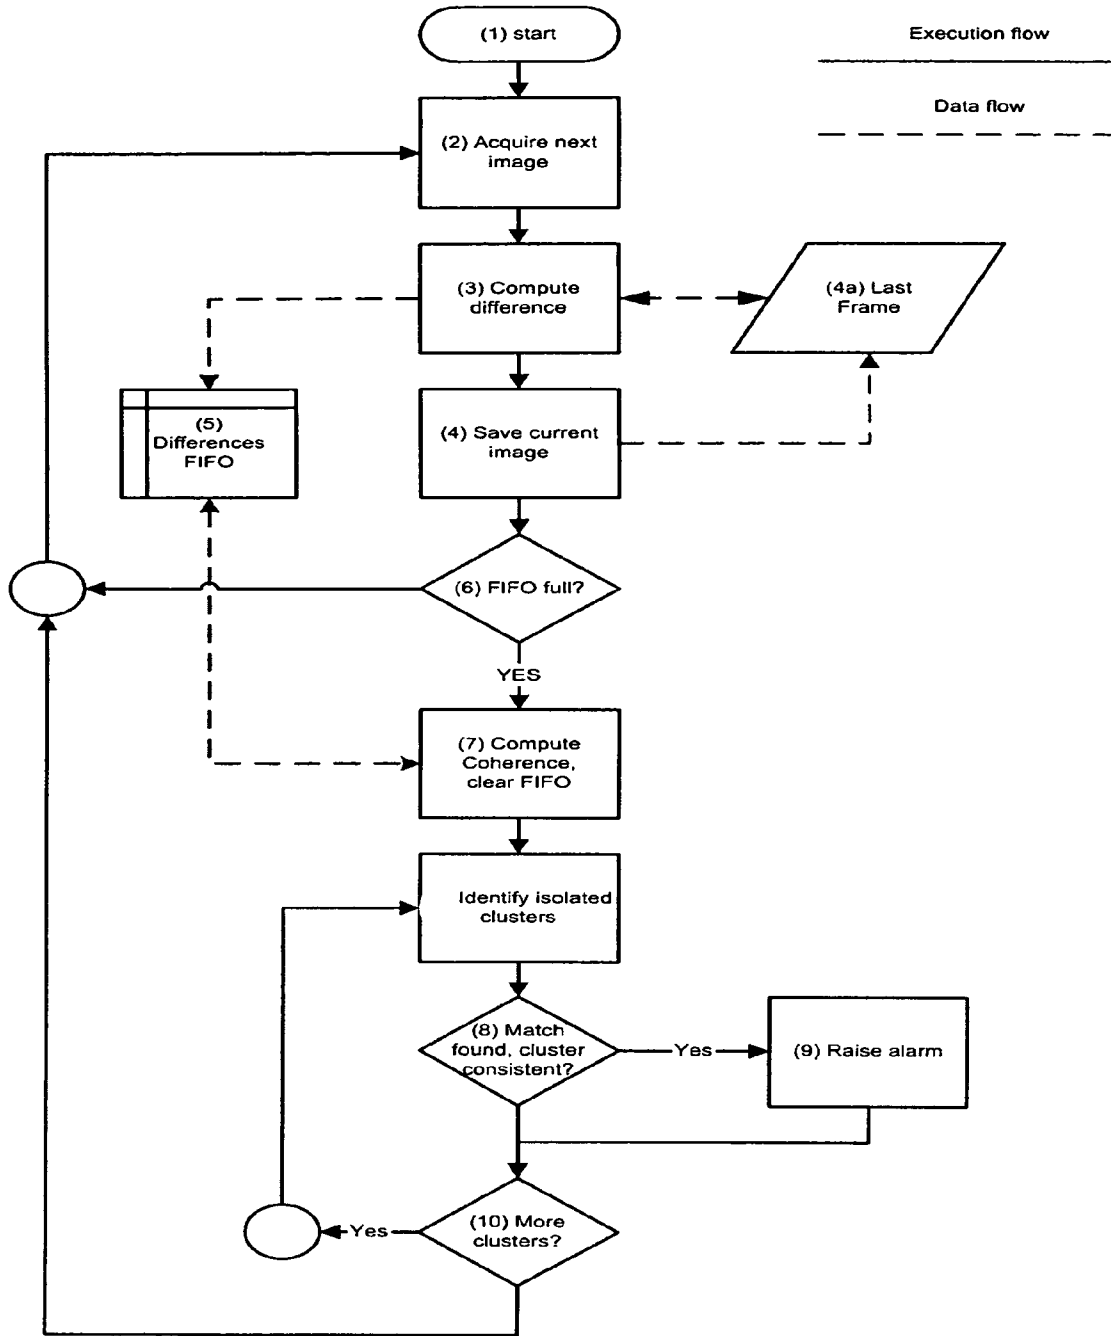 (1) start
Execution flow
Data flow
(2) Acquire next
image
(3) Compute
difference
(4a) Last
Frame
(5)
Differences
FIFO
(4) Save current
image
(6) FIFO full?
YES
(7) Compute
Coherence,
clear FIFO
Identify isolated
clusters
(8) Match
found, cluster
consistent?
Yes
(9) Raise alarm
(10) More
clusters?
Yes